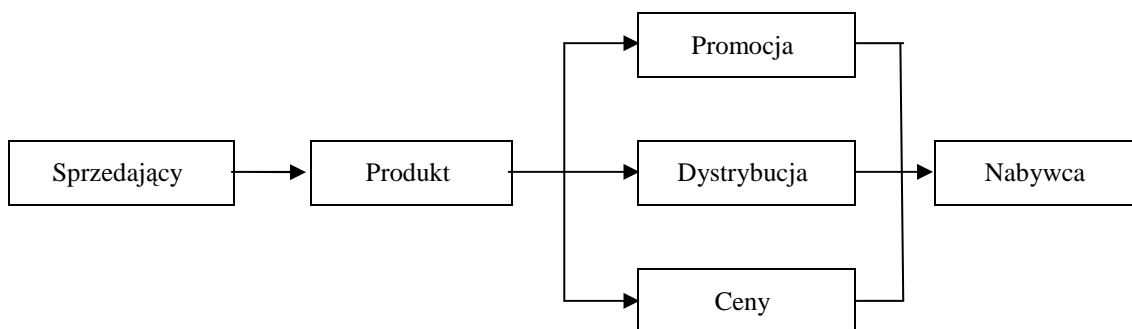 Promocja
Sprzedający
Produkt
Dystrybucja
Nabywca
Ceny